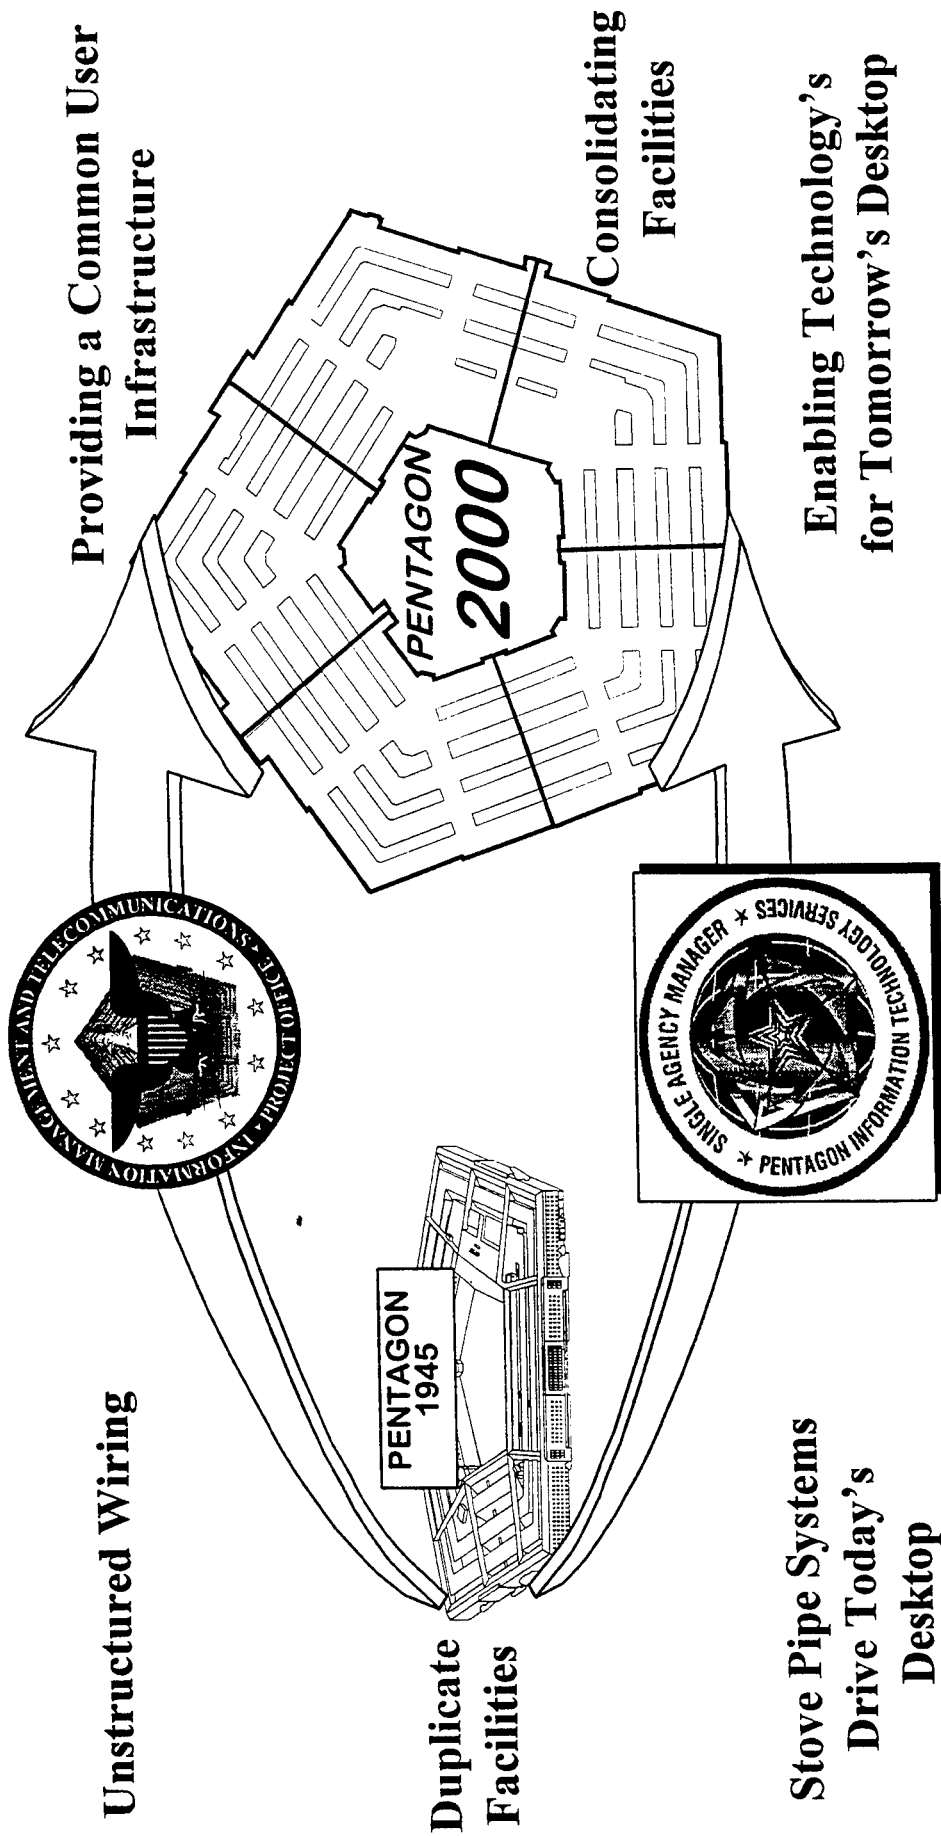 Unstructured Wiring
Providing a Common User
Infrastructure
INFORMATION MANAGEMENT AND TELECOMMUNICATIONS • PROJECT OFFICE •
Duplicate
Facilities
PENTAGON
1945
PENTAGON
2000
Consolidating
Facilities
Stove Pipe Systems
Drive Today's
Desktop
SINGLE AGENCY MANAGER
★ PENTAGON INFORMATION TECHNOLOGY SERVICES ★
Enabling Technology's
for Tomorrow's Desktop